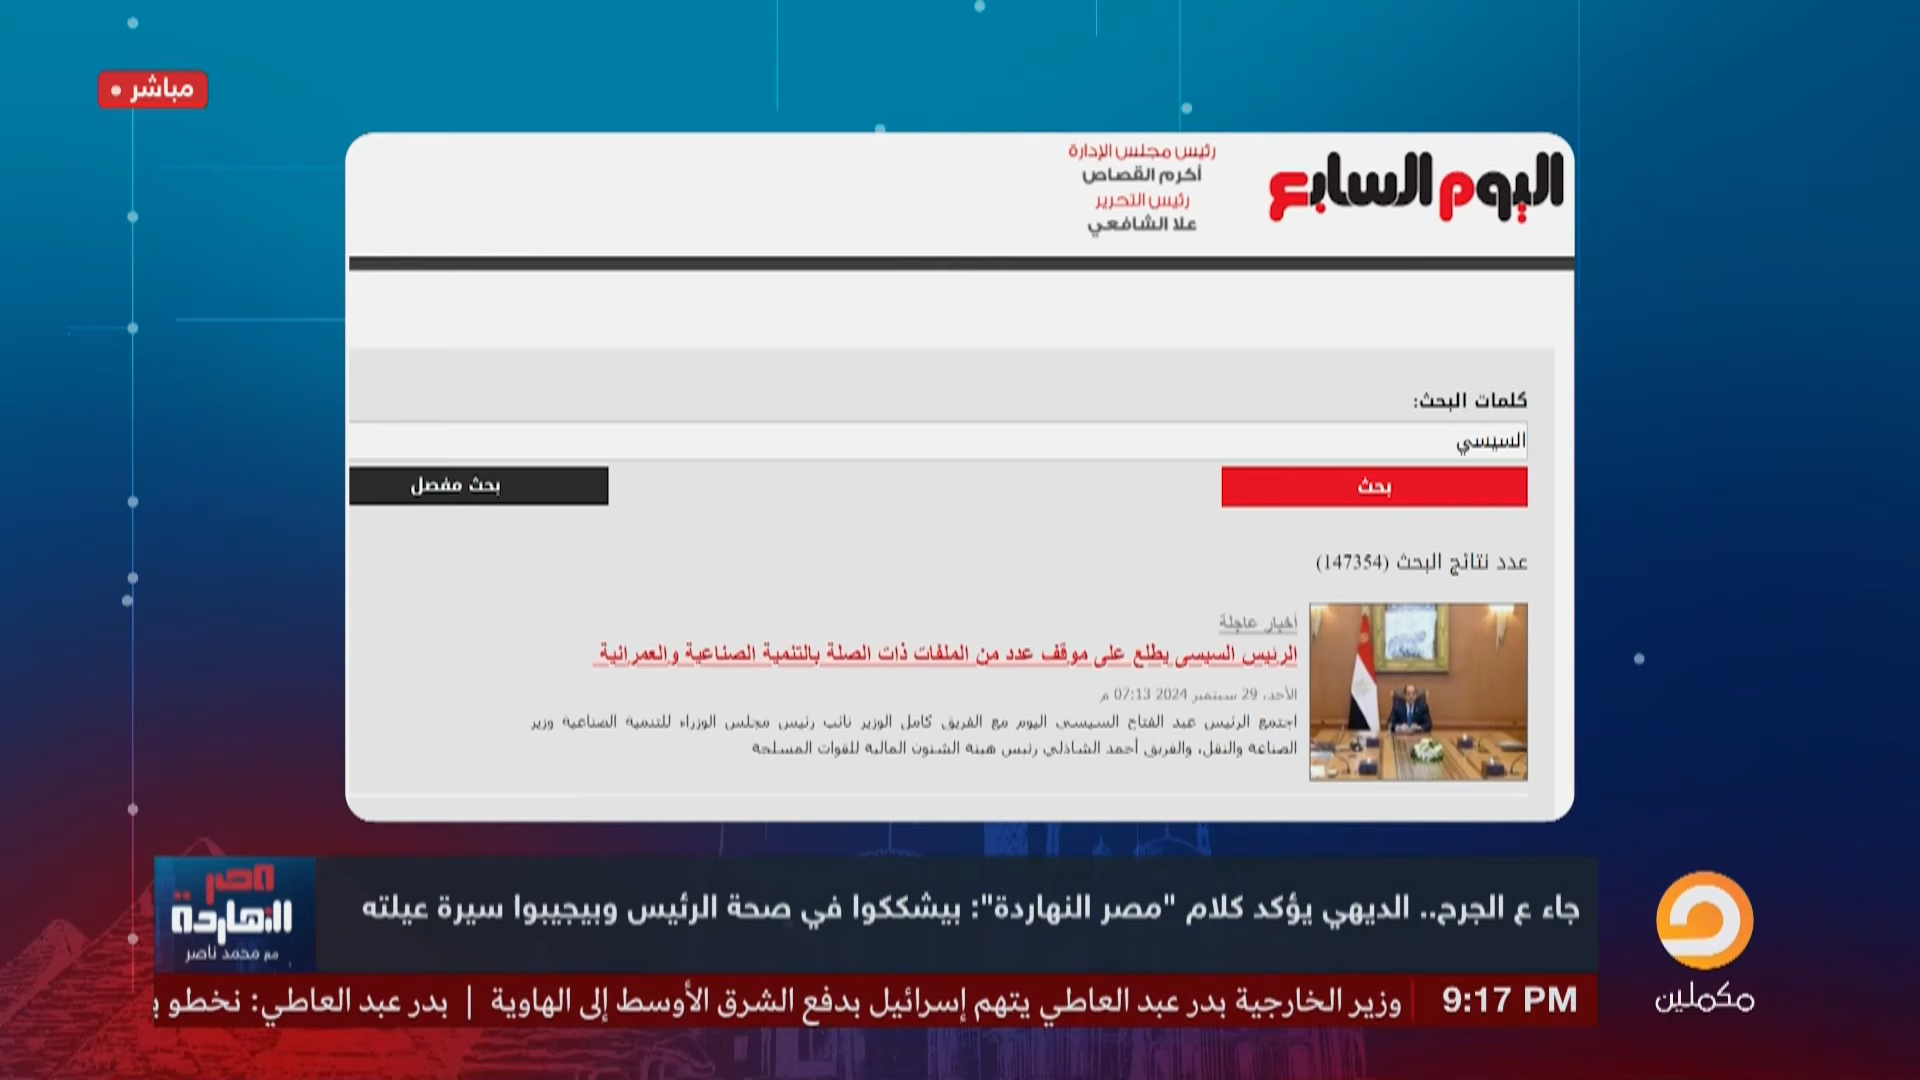 مباشر
اليوم السابع
رئيس مجلس الإدارة
أكرم القصاص
رئيس التحرير
علا الشافعي
كلمات البحث:
السيسي
بحث
بحث مفصل
عدد نتائج البحث (147354)
أخبار عاجلة
الرئيس السيسى يطلع على موقف عدد من الملفات ذات الصلة بالتنمية الصناعية والعمرانية
الأحد، 29 سبتمبر 2024 07:13 م
اجتمع الرئيس عبد الفتاح السيسى اليوم مع الفريق كامل الوزير نائب رئيس مجلس الوزراء للتنمية الصناعية وزير
الصناعة والنقل، والفريق أحمد الشاذلي رئيس هيئة الشئون المالية للقوات المسلحة
جاء ع الجرح.. الديهي يؤكد كلام "مصر النهاردة": بيشككوا في صحة الرئيس وبيجيبوا سيرة عيلته
مصر
النهاردة
مع محمد ناصر
9:17 PM
وزير الخارجية بدر عبد العاطي يتهم إسرائيل بدفع الشرق الأوسط إلى الهاوية | بدر عبد العاطي: نخطو ب
مكملين